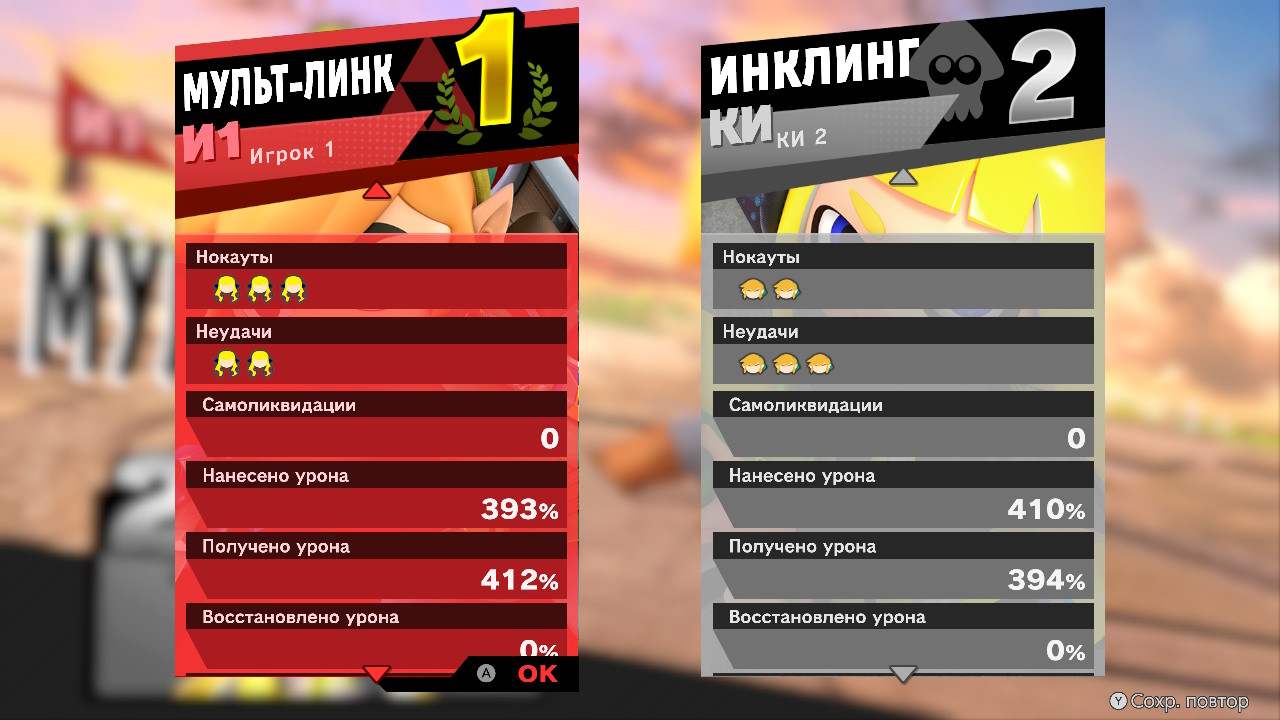 МУЛЬТ-ЛИНК
1
И1
Игрок 1
Нокауты
Неудачи
Самоликвидации
0
Нанесено урона
393%
Получено урона
412%
Восстановлено урона
0%
A OK
ИНКЛИНГ
2
КИ
КИ 2
Нокауты
Неудачи
Самоликвидации
0
Нанесено урона
410%
Получено урона
394%
Восстановлено урона
0%
Y Сохр. повтор